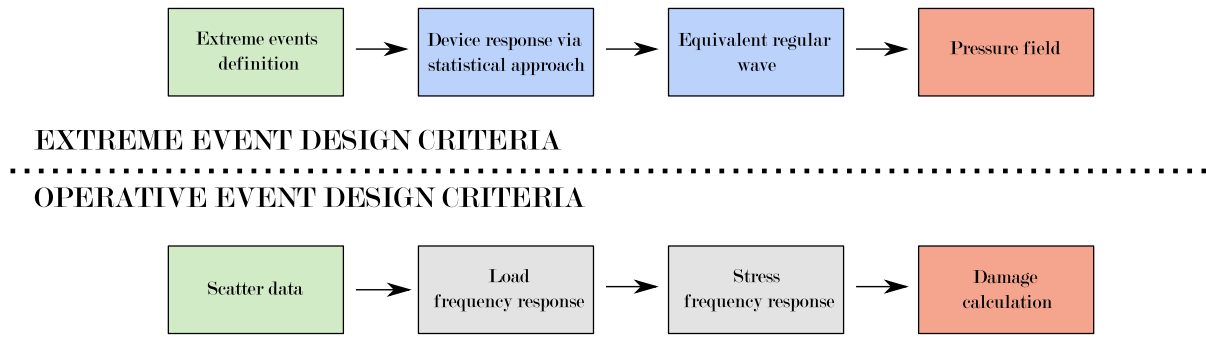 Extreme events
definition
Device response via
statistical approach
Equivalent regular
wave
Pressure field
EXTREME EVENT DESIGN CRITERIA
OPERATIVE EVENT DESIGN CRITERIA
Scatter data
Load
frequency response
Stress
frequency response
Damage
calculation